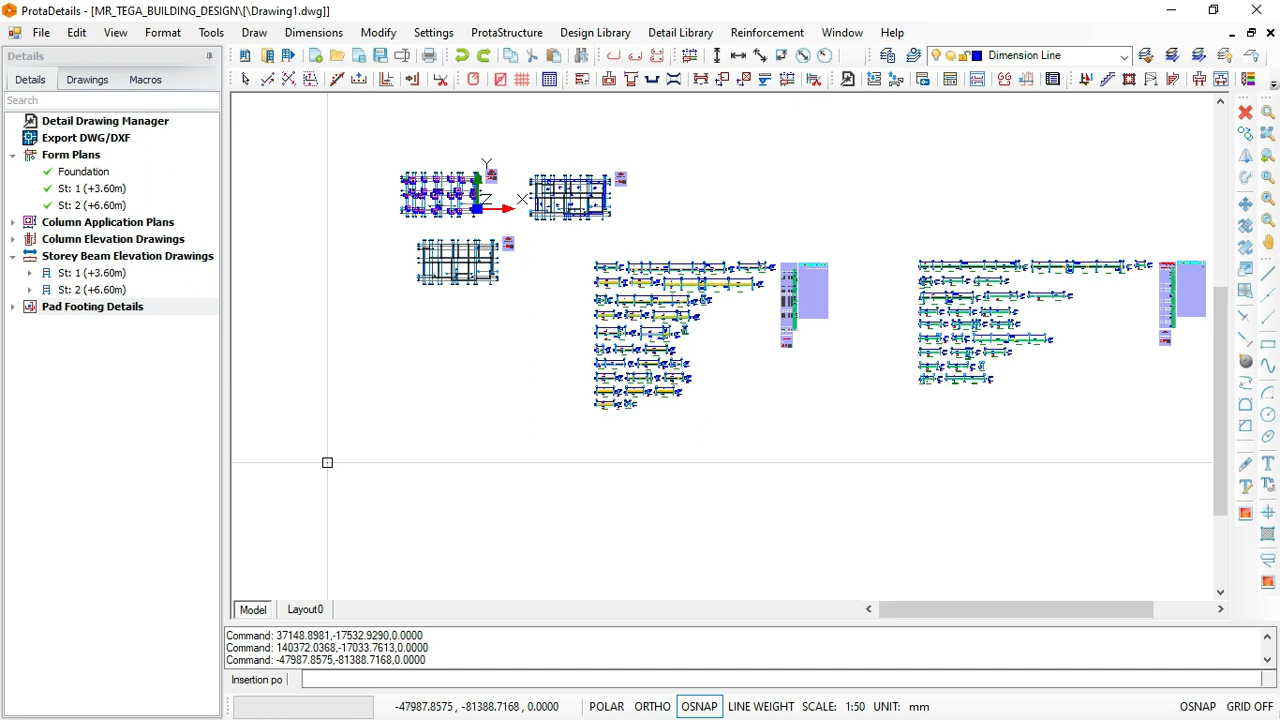 ProtaDetails - [MR_TEGA_BUILDING_DESIGN\[\Drawing1.dwg]]
File Edit View Format Tools Draw Dimensions Modify Settings ProtaStructure Design Library Detail Library Reinforcement Window Help
Details
Dimension Line
Details Drawings Macros
Search
Detail Drawing Manager
Export DWG/DXF
Form Plans
Foundation
St: 1 (+3.60m)
St: 2 (+6.60m)
Column Application Plans
Column Elevation Drawings
Storey Beam Elevation Drawings
St: 1 (+3.60m)
St: 2 (+6.60m)
Pad Footing Details
Y
Z
X
Model Layout0
Command: 37148.8981,-17532.9290,0.0000
Command: 140372.0368,-17033.7613,0.0000
Command: -47987.8575,-81388.7168,0.0000
Insertion po
-47987.8575 , -81388.7168 , 0.0000 POLAR ORTHO OSNAP LINE WEIGHT SCALE: 1:50 UNIT: mm OSNAP GRID OFF